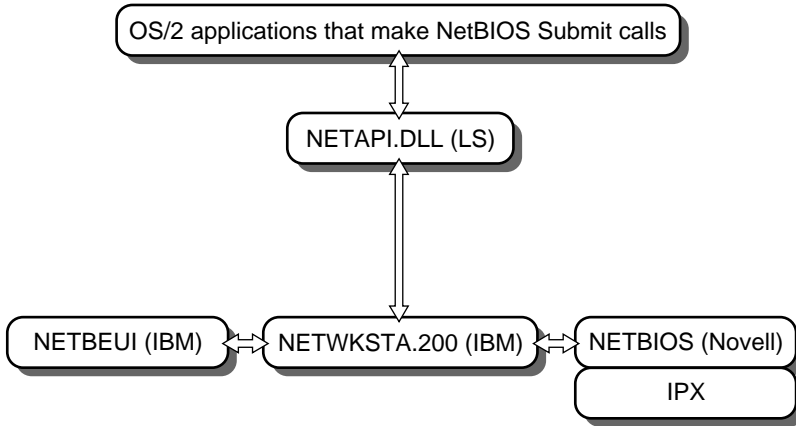 OS/2 applications that make NetBIOS Submit calls
NETAPI.DLL (LS)
NETBEUI (IBM)
NETWKSTA.200 (IBM)
NETBIOS (Novell)
IPX